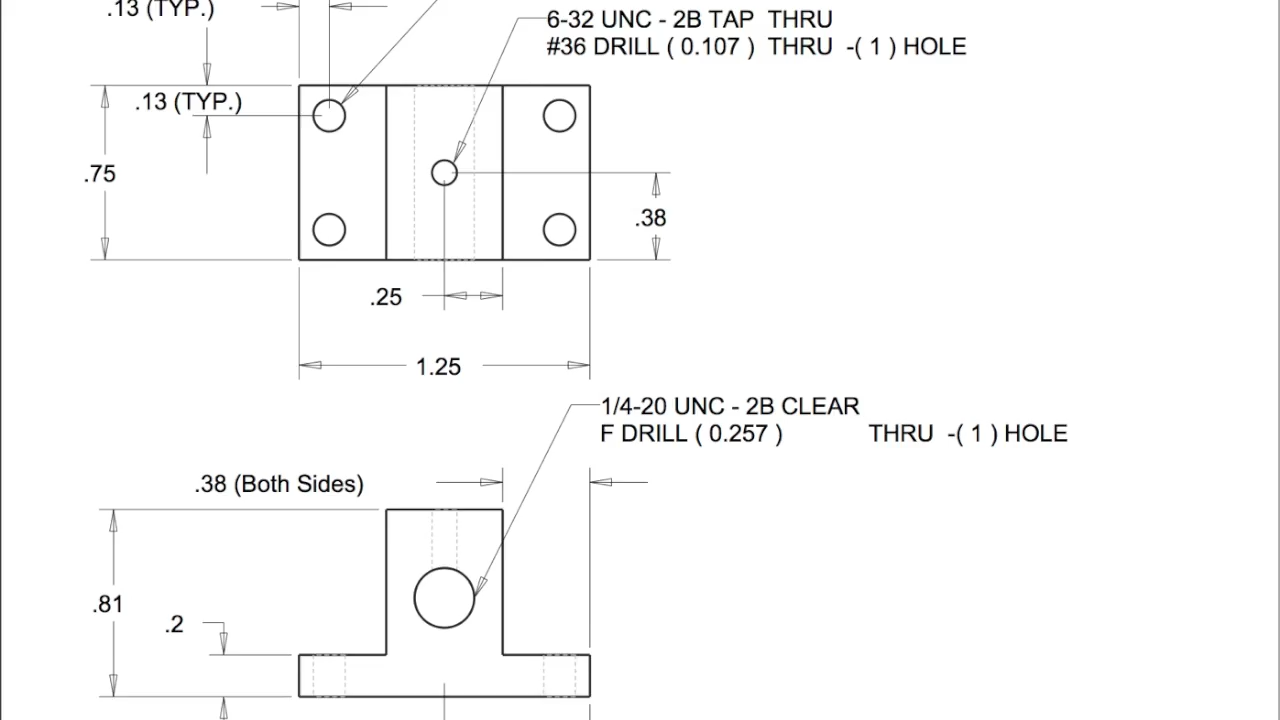 .13 (TYP.)
6-32 UNC - 2B TAP THRU
#36 DRILL ( 0.107 ) THRU -( 1 ) HOLE
.13 (TYP.)
.75
.38
.25
1.25
1/4-20 UNC - 2B CLEAR
F DRILL ( 0.257 ) THRU -( 1 ) HOLE
.38 (Both Sides)
.81
.2